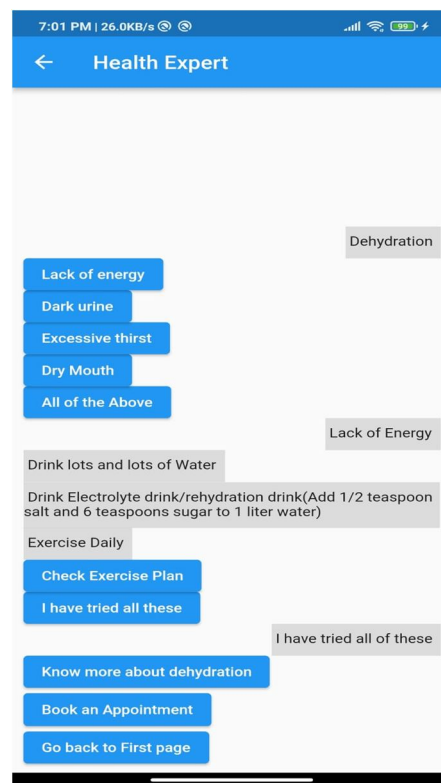 7:01 PM | 26.0KB/s
99
Health Expert
Dehydration
Lack of energy
Dark urine
Excessive thirst
Dry Mouth
All of the Above
Lack of Energy
Drink lots and lots of Water
Drink Electrolyte drink/rehydration drink(Add 1/2 teaspoon
salt and 6 teaspoons sugar to 1 liter water)
Exercise Daily
Check Exercise Plan
I have tried all these
I have tried all of these
Know more about dehydration
Book an Appointment
Go back to First page